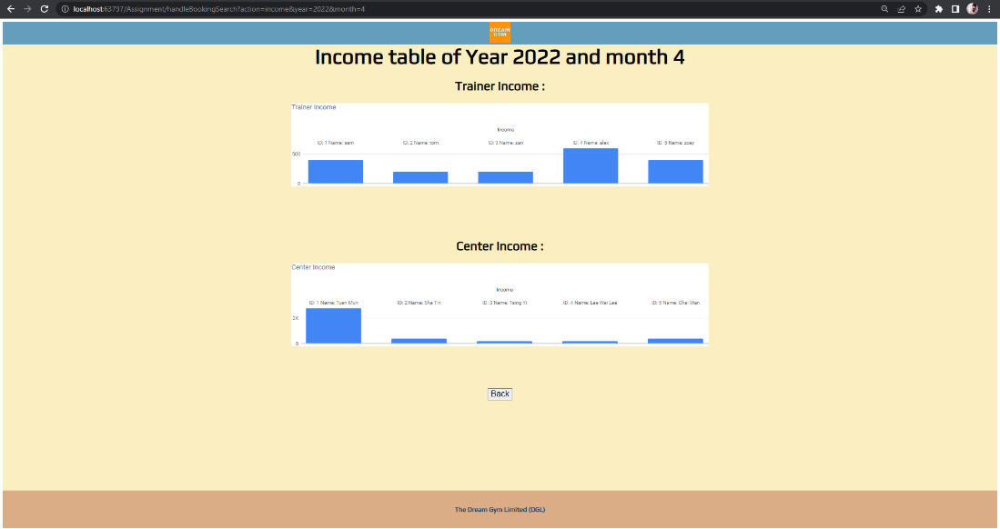 localhost:63797/Assignment/handleBookingSearch?action=income&year=2022&month=4
DREAM
GYM
Income table of Year 2022 and month 4
Trainer Income :
Trainer Income
Income
ID: 1 Name: sam ID: 2 Name: tom ID: 3 Name: zan ID: 4 Name: alex ID: 5 Name: zoey
500
0
Center Income :
Center Income
Income
ID: 1 Name: Tuen Mun ID: 2 Name: Sha Tin ID: 3 Name: Tsing Yi ID: 4 Name: Lee Wai Lee ID: 5 Name: Chai Wan
2K
0
Back
The Dream Gym Limited (DGL)